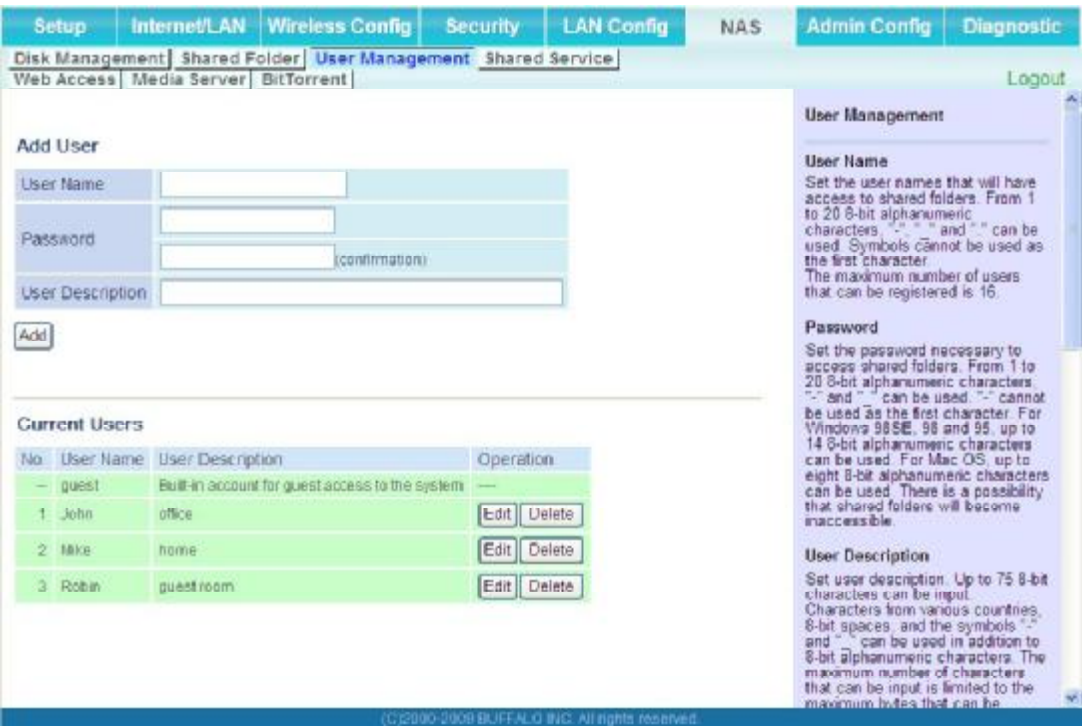 Setup Internet/LAN Wireless Config Security LAN Config NAS Admin Config Diagnostic
Disk Management Shared Folder User Management Shared Service
Web Access Media Server BitTorrent
Logout
Add User
User Name
Password
(confirmation)
User Description
Add
Current Users
No. User Name User Description Operation
-- guest Built-in account for guest access to the system ----
1 John office Edit Delete
2 Mike home Edit Delete
3 Robin guest room Edit Delete
User Management
User Name
Set the user names that will have
access to shared folders. From 1
to 20 8-bit alphanumeric
characters, "-", "_" and "." can be
used. Symbols cannot be used as
the first character.
The maximum number of users
that can be registered is 16.
Password
Set the password necessary to
access shared folders. From 1 to
20 8-bit alphanumeric characters,
"-" and "_" can be used. "-" cannot
be used as the first character. For
Windows 98SE, 98 and 95, up to
14 8-bit alphanumeric characters
can be used. For Mac OS, up to
eight 8-bit alphanumeric characters
can be used. There is a possibility
that shared folders will become
inaccessible.
User Description
Set user description. Up to 75 8-bit
characters can be input.
Characters from various countries,
8-bit spaces, and the symbols "-"
and "_" can be used in addition to
8-bit alphanumeric characters. The
maximum number of characters
that can be input is limited to the
maximum bytes that can be
(C)2000-2009 BUFFALO INC. All rights reserved.